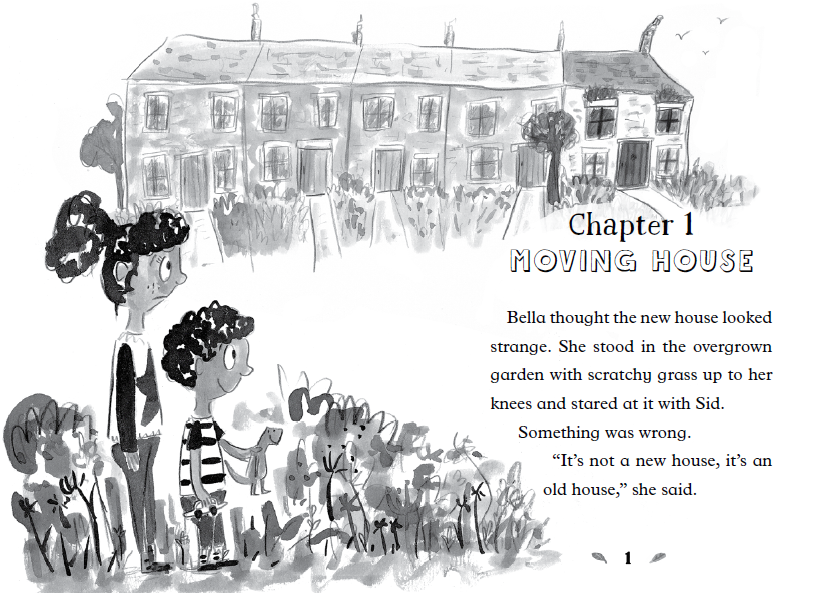 Chapter 1
MOVING HOUSE
Bella thought the new house looked
strange. She stood in the overgrown
garden with scratchy grass up to her
knees and stared at it with Sid.
Something was wrong.
“It’s not a new house, it’s an
old house,” she said.
1